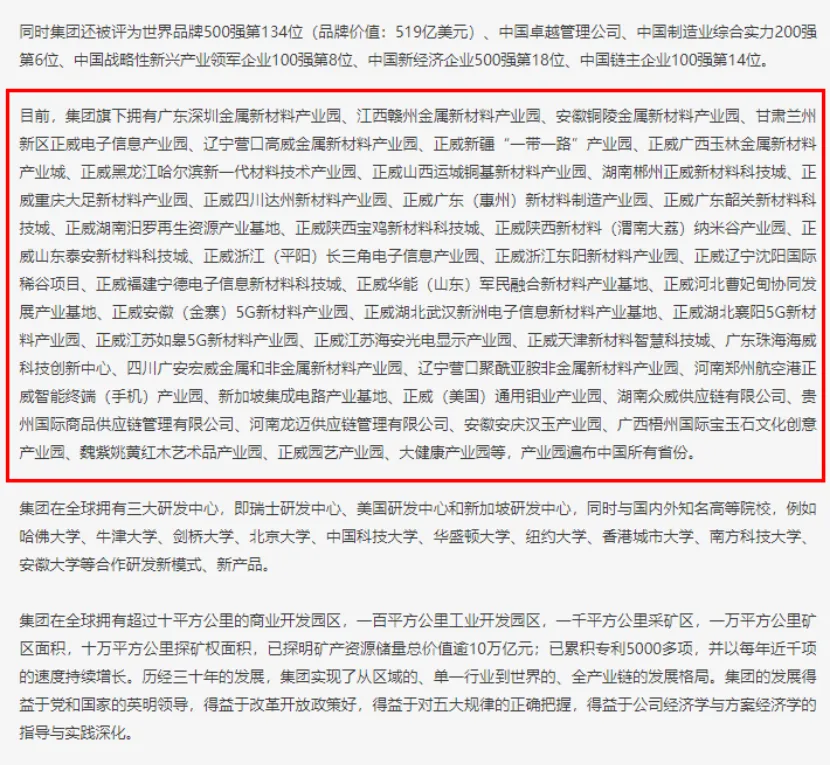 同时集团还被评为世界品牌500强第134位（品牌价值：519亿美元）、中国卓越管理公司、中国制造业综合实力200强
第6位、中国战略性新兴产业领军企业100强第8位、中国新经济企业500强第18位、中国链主企业100强第14位。
目前，集团旗下拥有广东深圳金属新材料产业园、江西赣州金属新材料产业园、安徽铜陵金属新材料产业园、甘肃兰州
新区正威电子信息产业园、辽宁营口高威金属新材料产业园、正威新疆“一带一路”产业园、正威广西玉林金属新材料
产业城、正威黑龙江哈尔滨新一代材料技术产业园、正威山西运城铜基新材料产业园、湖南郴州正威新材料科技城、正
威重庆大足新材料产业园、正威四川达州新材料产业园、正威广东（惠州）新材料制造产业园、正威广东韶关新材料科
技城、正威湖南汨罗再生资源产业基地、正威陕西宝鸡新材料科技城、正威陕西新材料（渭南大荔）纳米谷产业园、正
威山东泰安新材料科技城、正威浙江（平阳）长三角电子信息产业园、正威浙江东阳新材料产业园、正威辽宁沈阳国际
稀谷项目、正威福建宁德电子信息新材料科技城、正威华能（山东）军民融合新材料产业基地、正威河北曹妃甸协同发
展产业基地、正威安徽（金寨）5G新材料产业园、正威湖北武汉新洲电子信息新材料产业基地、正威湖北襄阳5G新材
料产业园、正威江苏如皋5G新材料产业园、正威江苏海安光电显示产业园、正威天津新材料智慧科技城、广东珠海海威
科技创新中心、四川广安宏威金属和非金属新材料产业园、辽宁营口聚酰亚胺非金属新材料产业园、河南郑州航空港正
威智能终端（手机）产业园、新加坡集成电路产业基地、正威（美国）通用钼业产业园、湖南众威供应链有限公司、贵
州国际商品供应链管理有限公司、河南龙迈供应链管理有限公司、安徽安庆汉玉产业园、广西梧州国际宝玉石文化创意
产业园、魏紫姚黄红木艺术品产业园、正威园艺产业园、大健康产业园等，产业园遍布中国所有省份。
集团在全球拥有三大研发中心，即瑞士研发中心、美国研发中心和新加坡研发中心，同时与国内外知名高等院校，例如
哈佛大学、牛津大学、剑桥大学、北京大学、中国科技大学、华盛顿大学、纽约大学、香港城市大学、南方科技大学、
安徽大学等合作研发新模式、新产品。
集团在全球拥有超过十平方公里的商业开发园区，一百平方公里工业开发园区，一千平方公里采矿区，一万平方公里矿
区面积，十万平方公里探矿权面积，已探明矿产资源储量总价值逾10万亿元；已累积专利5000多项，并以每年近千项
的速度持续增长。历经三十年的发展，集团实现了从区域的、单一行业到世界的、全产业链的发展格局。集团的发展得
益于党和国家的英明领导，得益于改革开放政策好，得益于对五大规律的正确把握，得益于公司经济学与方案经济学的
指导与实践深化。